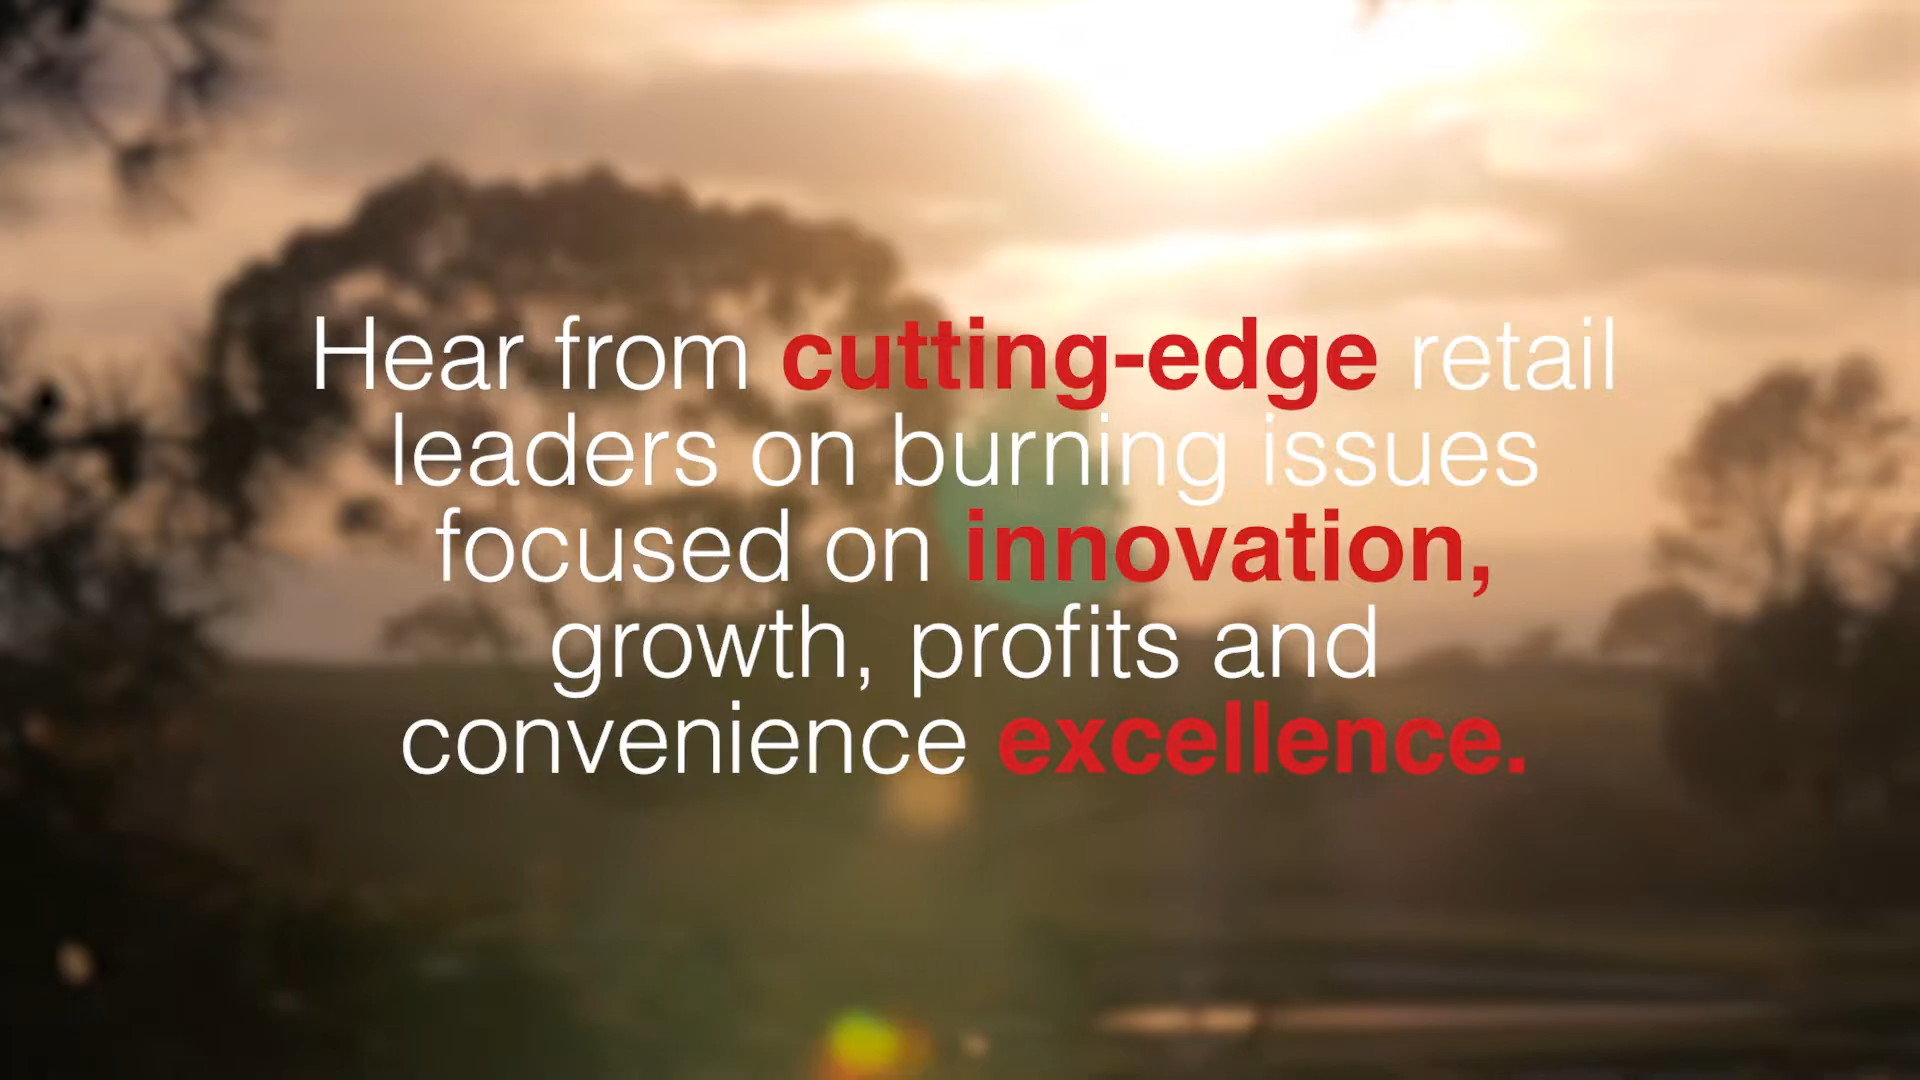 Hear from cutting-edge retail
leaders on burning issues
focused on innovation,
growth, profits and
convenience excellence.